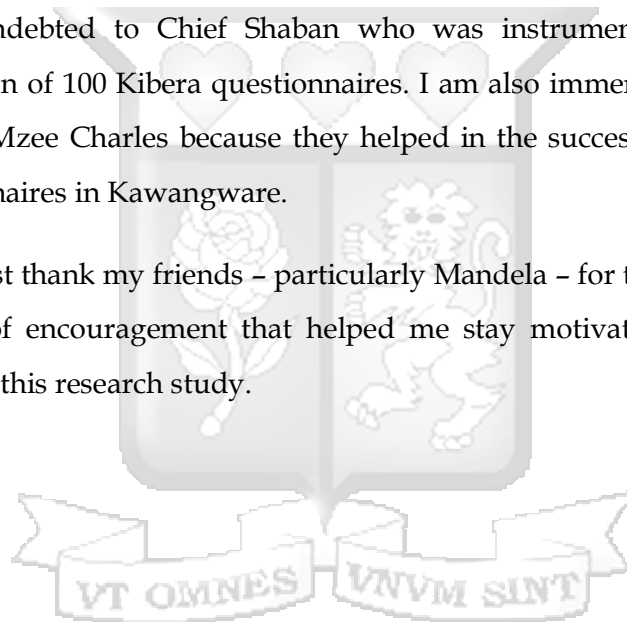 ndebted to Chief Shaban who was instrumen
n of 100 Kibera questionnaires. I am also immer
Mzee Charles because they helped in the succes
naires in Kawangware.
st thank my friends – particularly Mandela – for t
of encouragement that helped me stay motivat
this research study.
VT OMNES VNVM SINT